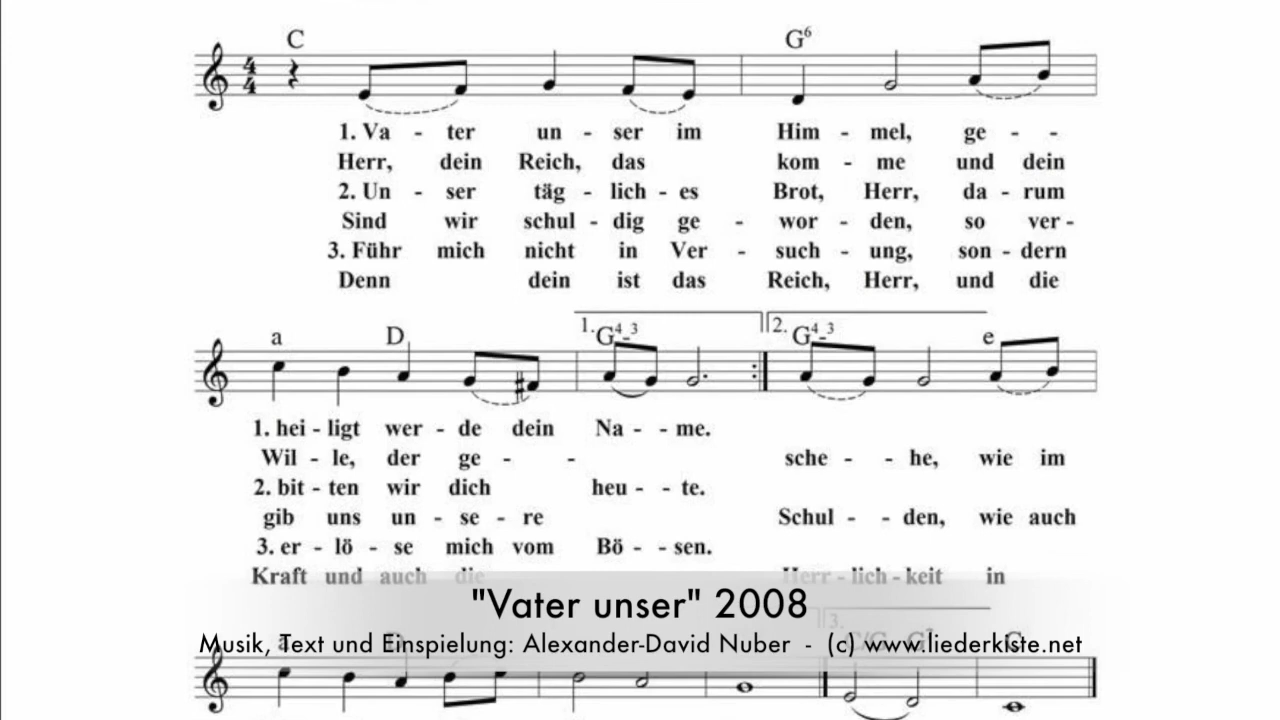 C G6
1. Va - ter un - ser im Him - mel, ge - -
Herr, dein Reich, das kom - me und dein
2. Un - ser täg - lich - es Brot, Herr, da - rum
Sind wir schul - dig ge - wor - den, so ver -
3. Führ mich nicht in Ver - such - ung, son - dern
Denn dein ist das Reich, Herr, und die
a D 1. G4-3 2. G4-3 e
1. hei - ligt wer - de dein Na - - me.
Wil - le, der ge - - sche - - he, wie im
2. bit - ten wir dich heu - - te.
gib uns un - se - re Schul - - den, wie auch
3. er - lö - se mich vom Bö - - sen.
Kraft und auch die Herr - lich - keit in
"Vater unser" 2008
3.
Musik, Text und Einspielung: Alexander-David Nuber - (c) www.liederkiste.net